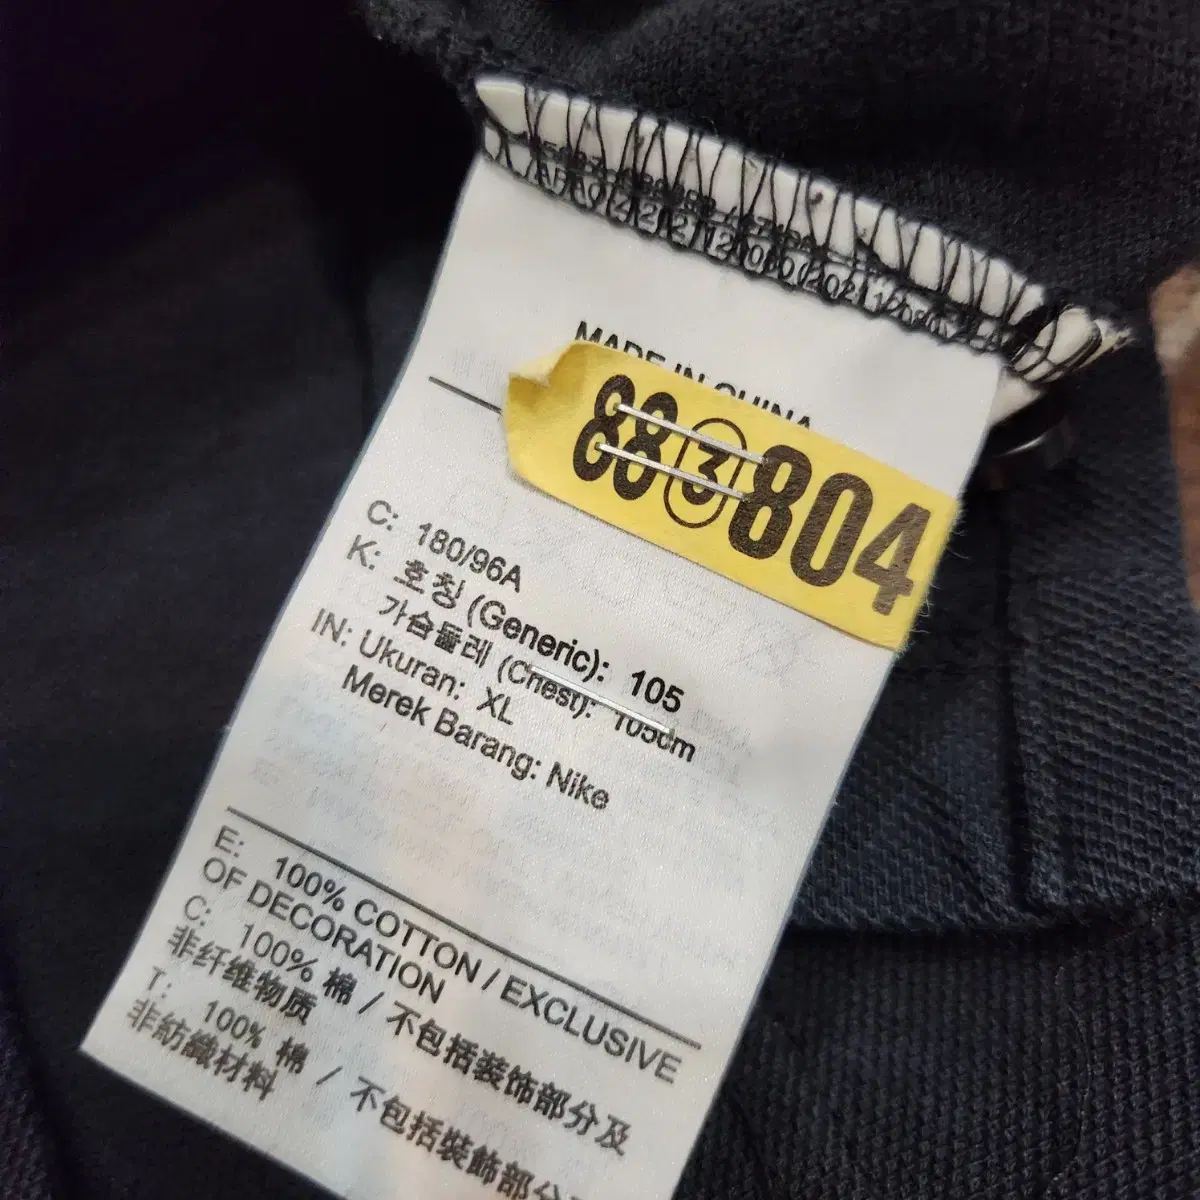 MADE IN CHINA
88③804
C: 180/96A
K: 호칭 (Generic): 105
가슴둘레 (Chest): 105cm
IN: Ukuran: XL
Merek Barang: Nike
E: 100% COTTON / EXCLUSIVE
OF DECORATION
C: 100% 棉 / 不包括装饰部分及
非纤维物质
T: 100% 棉 / 不包括裝飾部分及
非紡織材料